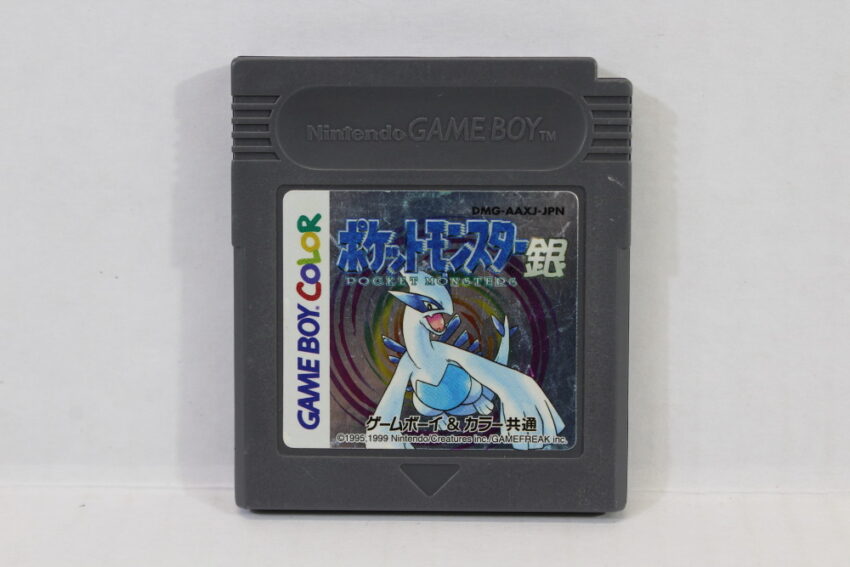 Nintendo GAME BOY TM
DMG-AAXJ-JPN
ポケットモンスター銀
POCKET MONSTERS
GAME BOY COLOR
ゲームボーイ & カラー 共通
©1995,1999 Nintendo/Creatures inc./GAMEFREAK inc.